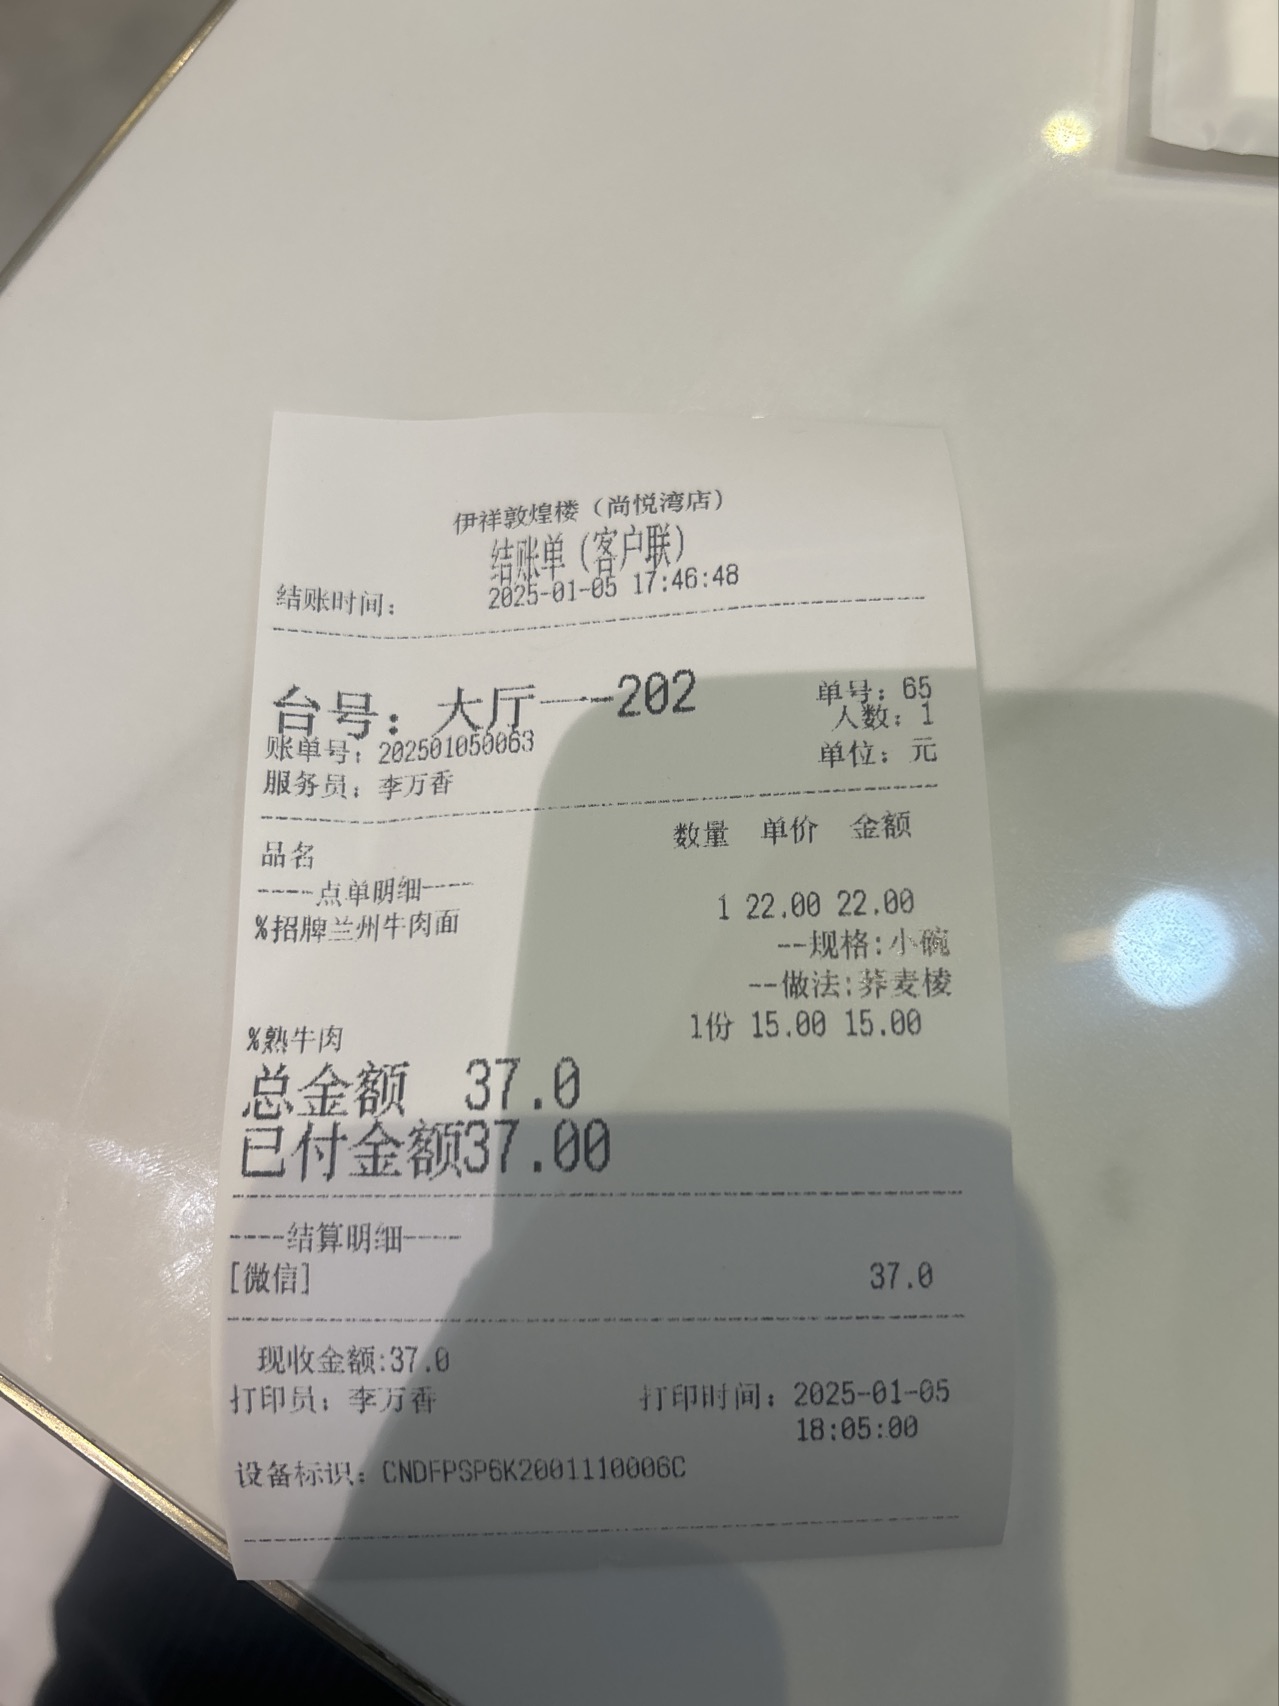 伊祥敦煌楼（尚悦湾店）
结账单（客户联）
结账时间： 2025-01-05 17:46:48
台号：大厅---202 单号：65
人数：1
账单号：202501050063 单位：元
服务员：李万香
品名 数量 单价 金额
-----点单明细-----
%招牌兰州牛肉面 1 22.00 22.00
--规格:小碗
--做法:荞麦棱
%熟牛肉 1份 15.00 15.00
总金额 37.0
已付金额37.00
-----结算明细-----
[微信] 37.0
现收金额:37.0
打印员：李万香 打印时间：2025-01-05
18:05:00
设备标识：CNDFPSP6K2001110006C